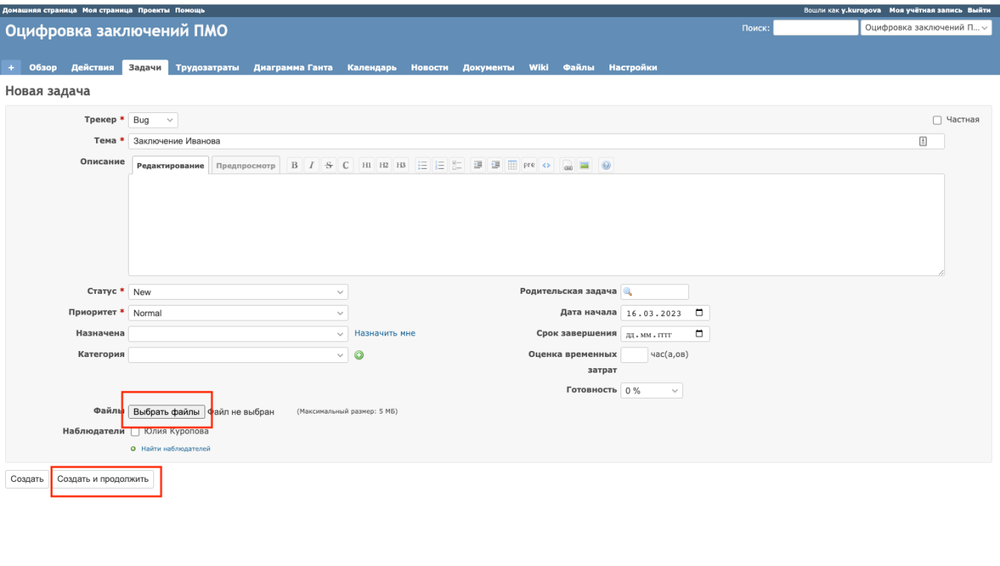 Домашняя страница Моя страница Проекты Помощь
Вошли как y.kuropova Моя учётная запись Выйти
Оцифровка заключений ПМО
Поиск: Оцифровка заключений П...
+ Обзор Действия Задачи Трудозатраты Диаграмма Ганта Календарь Новости Документы Wiki Файлы Настройки
Новая задача
Трекер * Bug
Частная
Тема * Заключение Иванова
Описание Редактирование Предпросмотр B I S C H1 H2 H3 pre <>
Статус * New
Родительская задача
Приоритет * Normal
Дата начала 16.03.2023
Назначена Назначить мне
Срок завершения дд.мм.гггг
Категория
Оценка временных час(а,ов)
затрат
Готовность 0 %
Файлы Выбрать файлы Файл не выбран (Максимальный размер: 5 МБ)
Наблюдатели Юлия Куропова
Найти наблюдателей
Создать Создать и продолжить